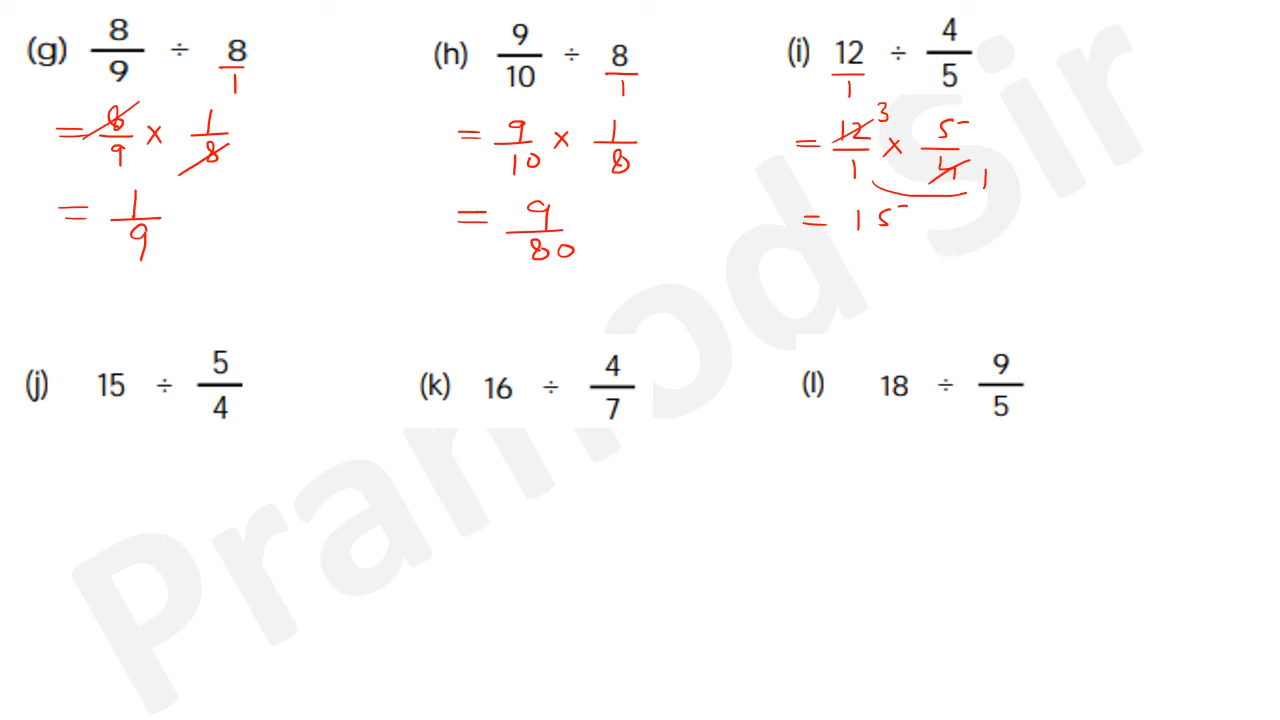 (g) 8/9 ÷ 8/1
= 8/9 × 1/8
= 1/9
(h) 9/10 ÷ 8/1
= 9/10 × 1/8
= 9/80
(i) 12/1 ÷ 4/5
= 12/1 3 × 5/4 1
= 15
(j) 15 ÷ 5/4
(k) 16 ÷ 4/7
(l) 18 ÷ 9/5
Pramod Sir